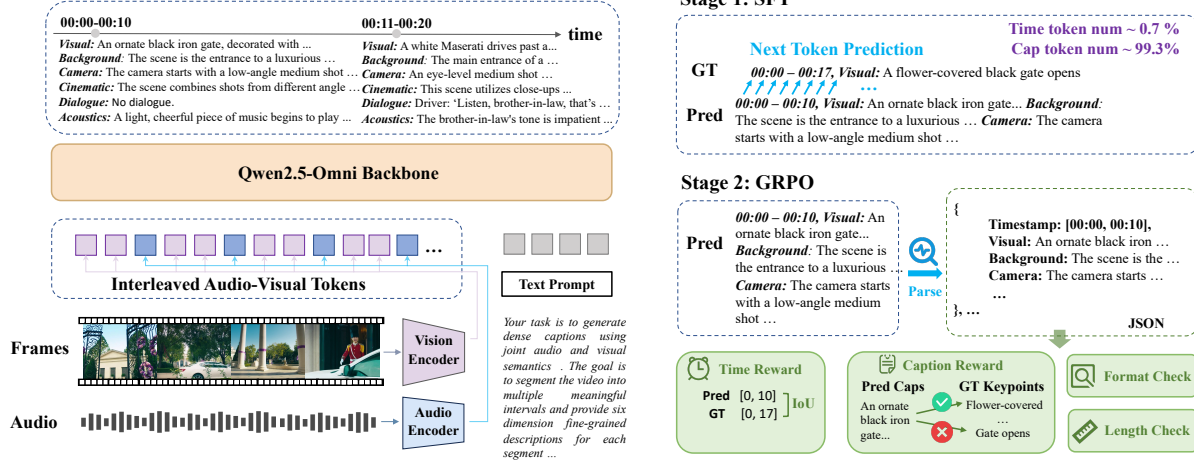 00:00-00:10
00:11-00:20
time
Visual: An ornate black iron gate, decorated with ...
Background: The scene is the entrance to a luxurious …
Camera: The camera starts with a low-angle medium shot …
Cinematic: The scene combines shots from different angle …
Dialogue: No dialogue.
Acoustics: A light, cheerful piece of music begins to play ...
Visual: A white Maserati drives past a...
Background: The main entrance of a …
Camera: An eye-level medium shot …
Cinematic: This scene utilizes close-ups ...
Dialogue: Driver: ‘Listen, brother-in-law, that’s …
Acoustics: The brother-in-law's tone is impatient ...
Qwen2.5-Omni Backbone
...
Interleaved Audio-Visual Tokens
Text Prompt
Frames
Vision
Encoder
Audio
Audio
Encoder
Your task is to generate
dense captions using
joint audio and visual
semantics . The goal is
to segment the video into
multiple meaningful
intervals and provide six
dimension fine-grained
descriptions for each
segment ...
Stage 1: SFT
Time token num ~ 0.7 %
Cap token num ~ 99.3%
Next Token Prediction
GT
00:00 – 00:17, Visual: A flower-covered black gate opens
...
Pred
00:00 – 00:10, Visual: An ornate black iron gate... Background:
The scene is the entrance to a luxurious … Camera: The camera
starts with a low-angle medium shot …
Stage 2: GRPO
Pred
00:00 – 00:10, Visual: An
ornate black iron gate...
Background: The scene is
the entrance to a luxurious …
Camera: The camera starts
with a low-angle medium
shot …
Parse
{
Timestamp: [00:00, 00:10],
Visual: An ornate black iron …
Background: The scene is the …
Camera: The camera starts …
…
}, …
JSON
Time Reward
Pred [0, 10]
GT [0, 17]
IoU
Caption Reward
Pred Caps
GT Keypoints
An ornate
black iron
gate...
Flower-covered
…
Gate opens
Format Check
Length Check